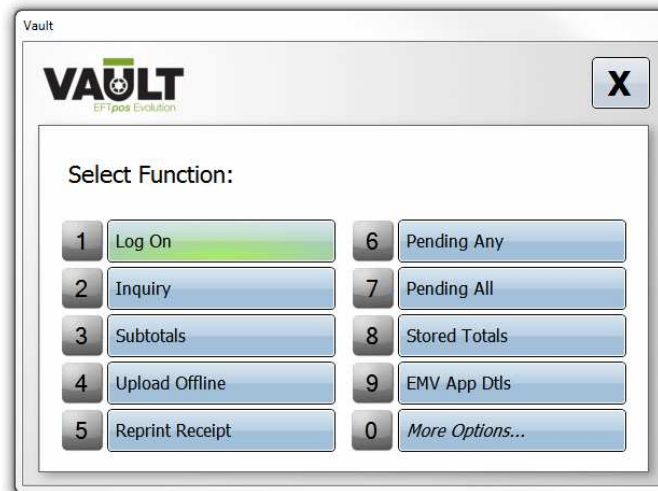 Vault
VAULT
EFTpos Evolution
X
Select Function:
1 Log On
2 Inquiry
3 Subtotals
4 Upload Offline
5 Reprint Receipt
6 Pending Any
7 Pending All
8 Stored Totals
9 EMV App Dtls
0 More Options...